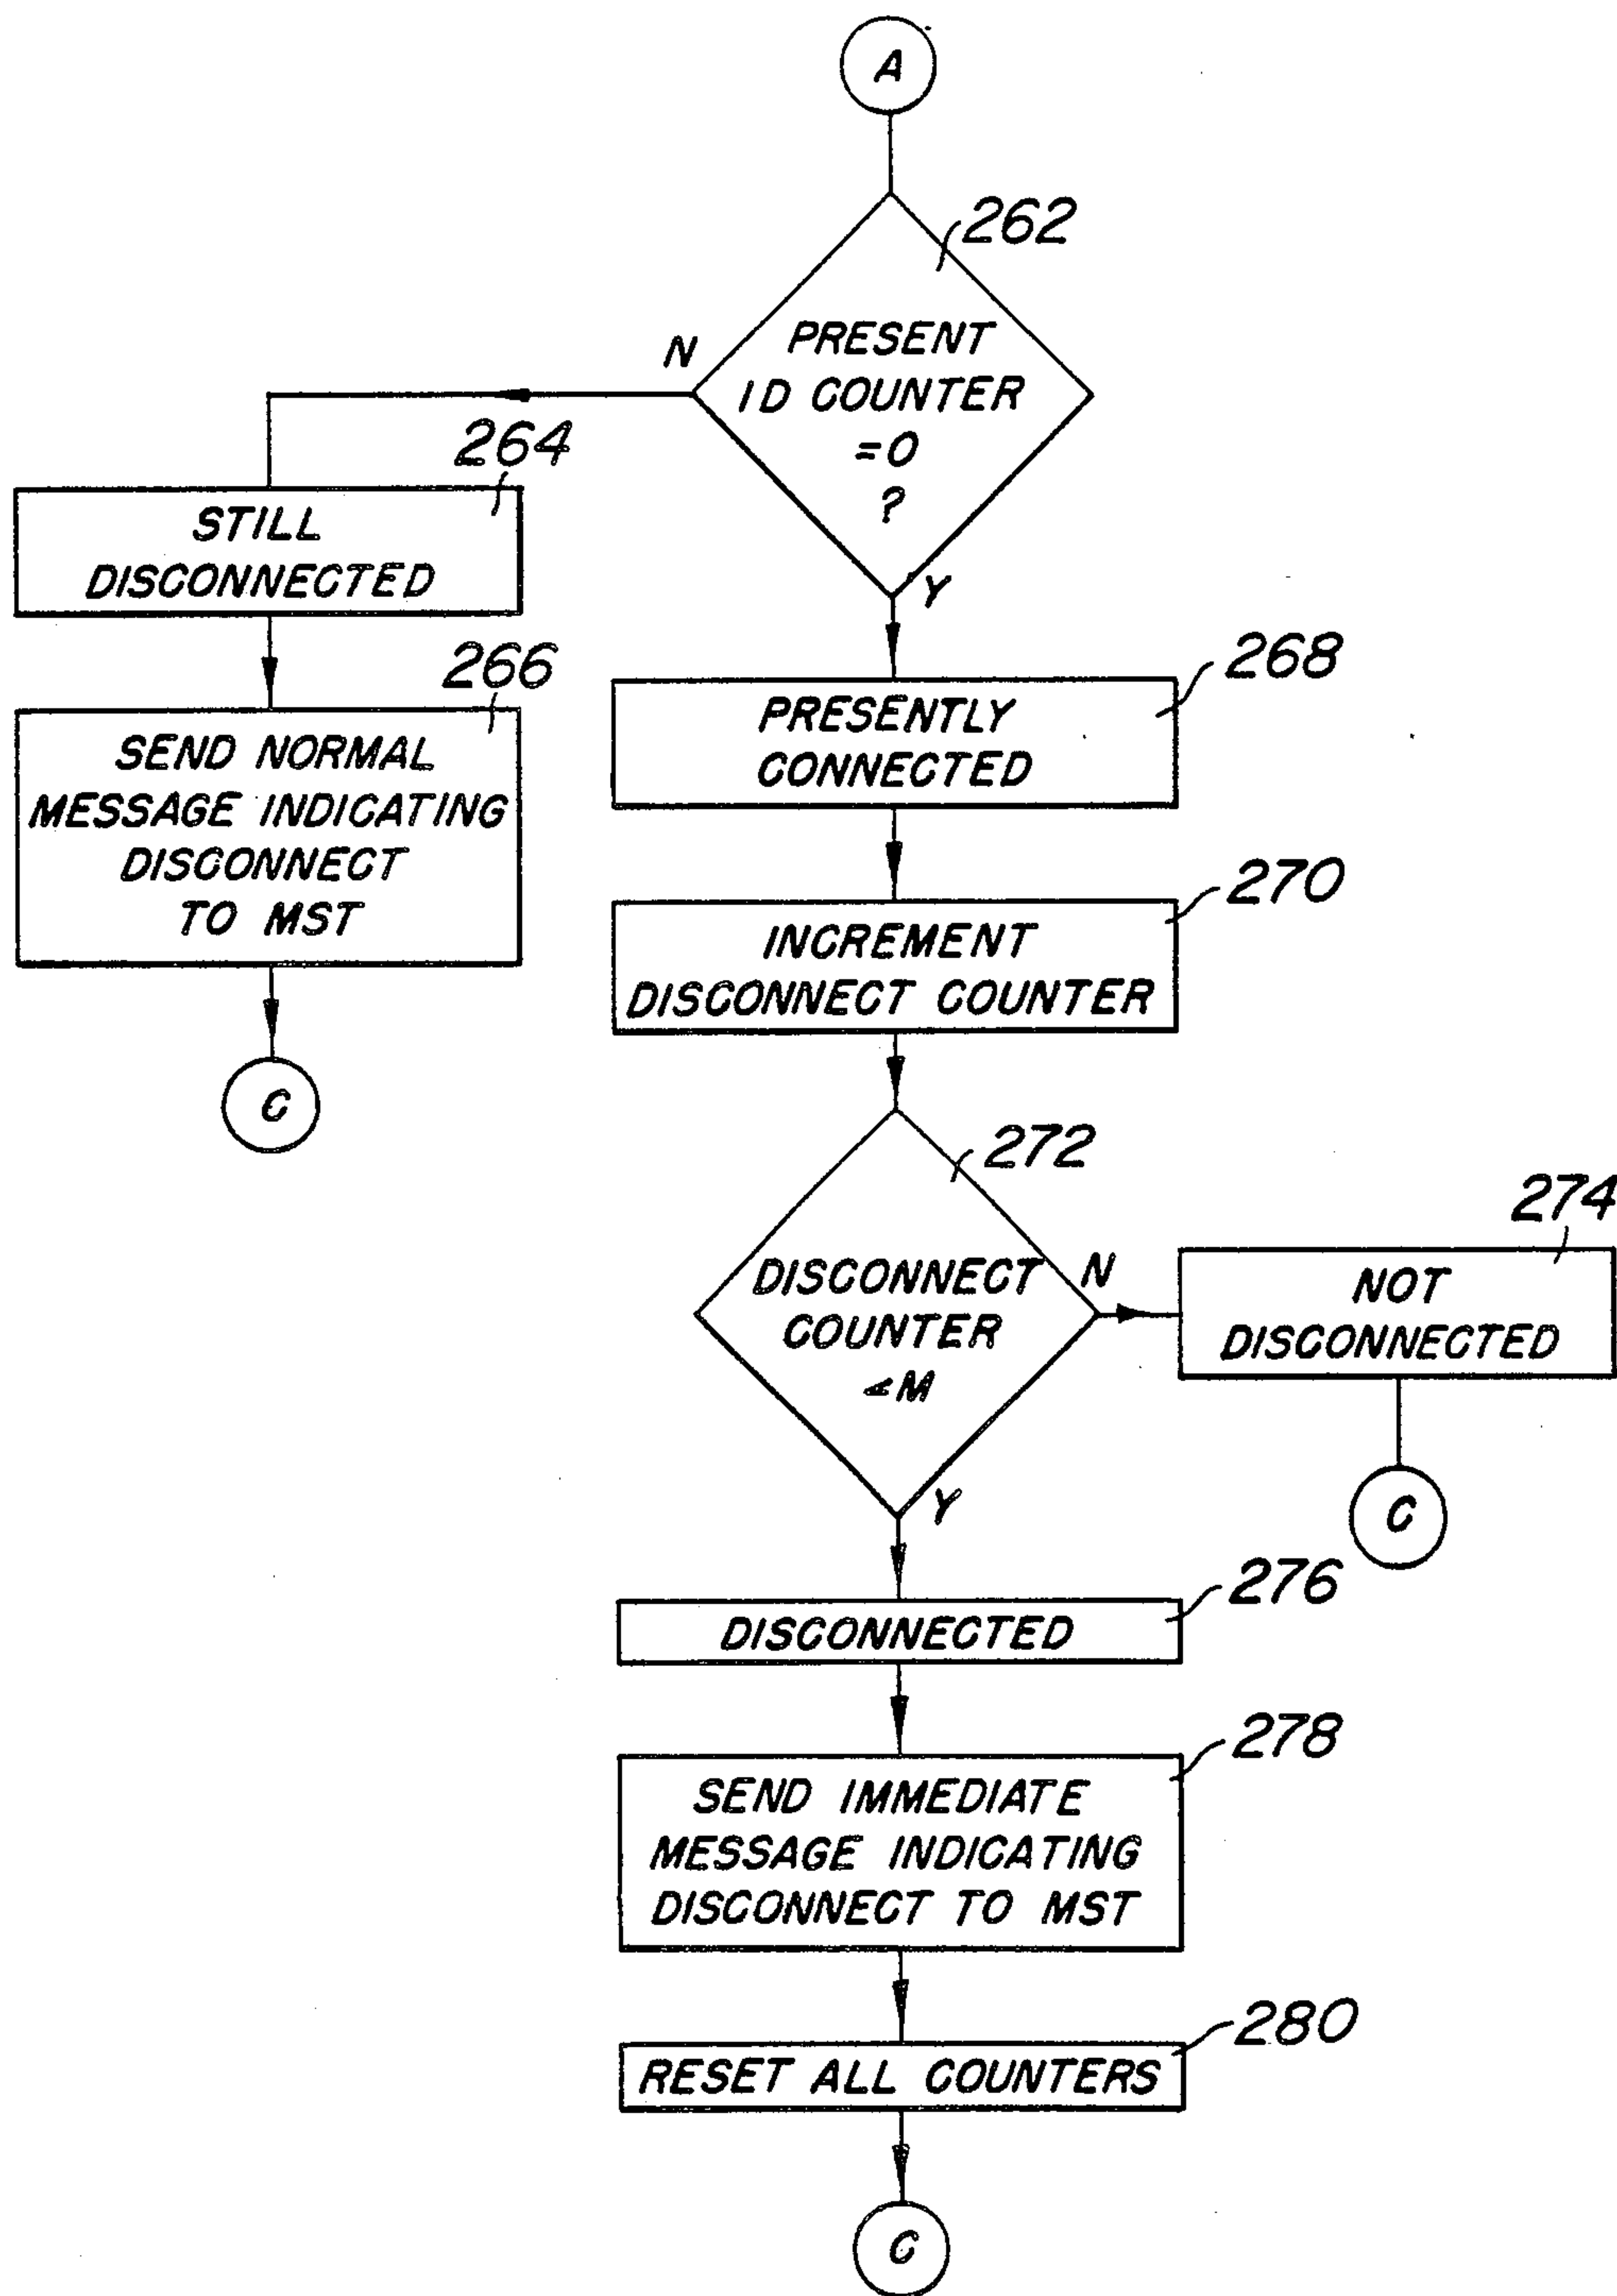 A
262
PRESENT
ID COUNTER
=0
?
N
Y
264
STILL
DISCONNECTED
266
SEND NORMAL
MESSAGE INDICATING
DISCONNECT
TO MST
C
268
PRESENTLY
CONNECTED
270
INCREMENT
DISCONNECT COUNTER
272
DISCONNECT
COUNTER
<M
N
Y
274
NOT
DISCONNECTED
C
276
DISCONNECTED
278
SEND IMMEDIATE
MESSAGE INDICATING
DISCONNECT TO MST
280
RESET ALL COUNTERS
C